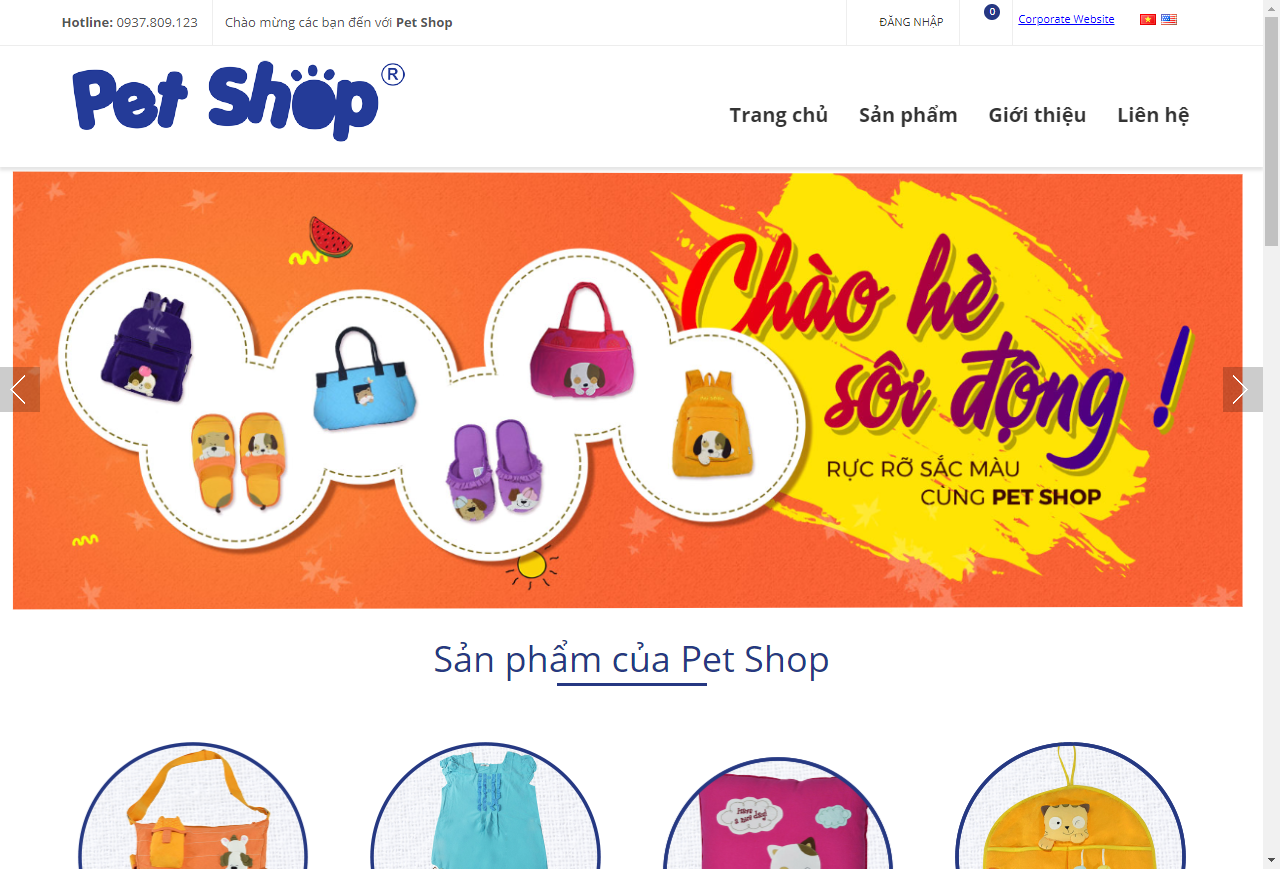 Hotline: 0937.809.123
Chào mừng các bạn đến với Pet Shop
ĐĂNG NHẬP
0
Corporate Website
Pet Shop ®
Trang chủ
Sản phẩm
Giới thiệu
Liên hệ
Chào hè
sôi động !
RỰC RỠ SẮC MÀU
CÙNG PET SHOP
Sản phẩm của Pet Shop